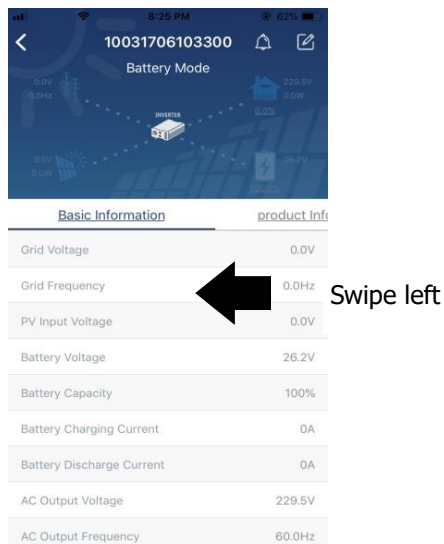 8:25 PM
62%
10031706103300
Battery Mode
0.0V
0.0Hz
229.5V
0.0W
0.0%
INVERTER
0.0V
0.0W
26.2V
100.0%
Basic Information
product Info
Grid Voltage 0.0V
Grid Frequency 0.0Hz
Swipe left
PV Input Voltage 0.0V
Battery Voltage 26.2V
Battery Capacity 100%
Battery Charging Current 0A
Battery Discharge Current 0A
AC Output Voltage 229.5V
AC Output Frequency 60.0Hz